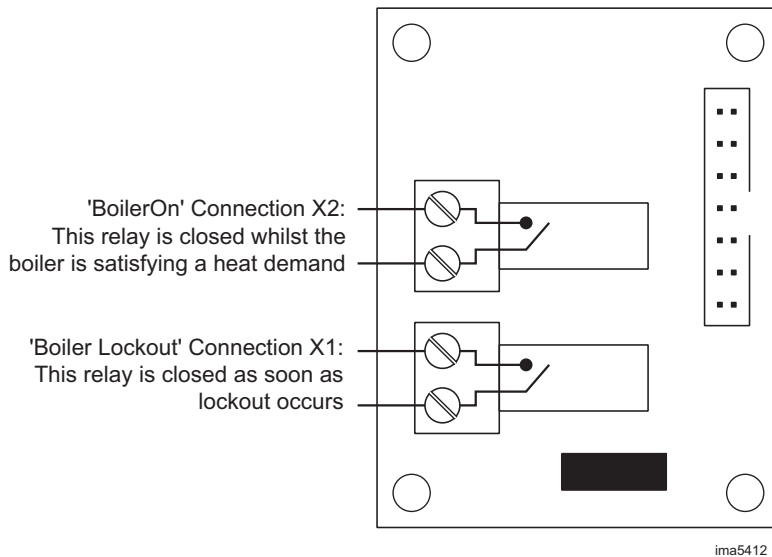 'BoilerOn' Connection X2:
This relay is closed whilst the
boiler is satisfying a heat demand
'Boiler Lockout' Connection X1:
This relay is closed as soon as
lockout occurs
ima5412